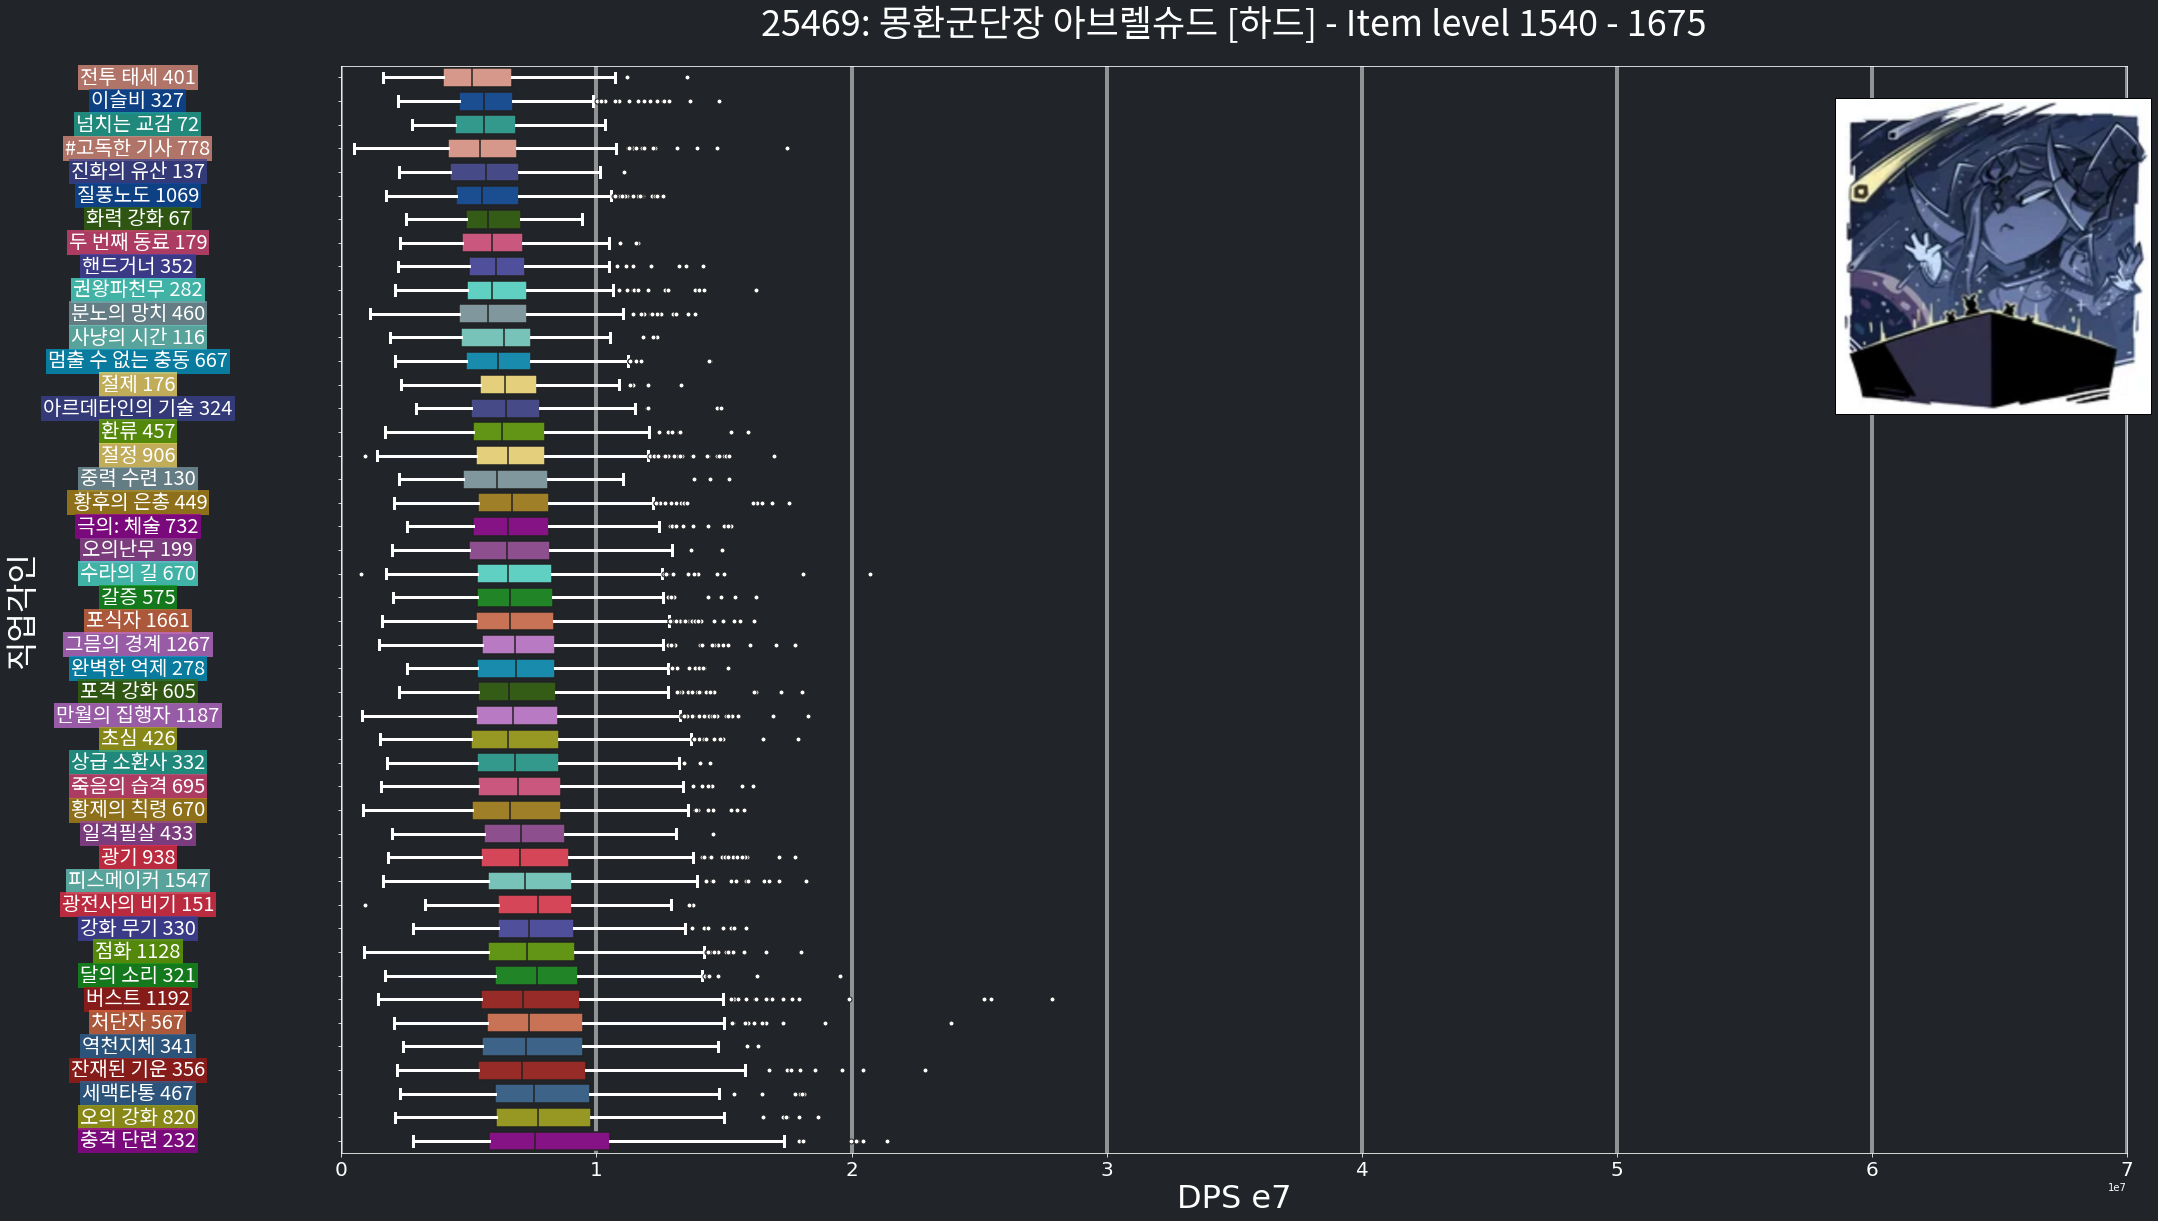 25469: 몽환군단장 아브렐슈드 [하드] - Item level 1540 - 1675
전투 태세 401
이슬비 327
넘치는 교감 72
#고독한 기사 778
진화의 유산 137
질풍노도 1069
화력 강화 67
두 번째 동료 179
핸드거너 352
권왕파천무 282
분노의 망치 460
사냥의 시간 116
멈출 수 없는 충동 667
절제 176
아르데타인의 기술 324
환류 457
절정 906
중력 수련 130
황후의 은총 449
극의: 체술 732
오의난무 199
수라의 길 670
갈증 575
포식자 1661
그믐의 경계 1267
완벽한 억제 278
포격 강화 605
만월의 집행자 1187
초심 426
상급 소환사 332
죽음의 습격 695
황제의 칙령 670
일격필살 433
광기 938
피스메이커 1547
광전사의 비기 151
강화 무기 330
점화 1128
달의 소리 321
버스트 1192
처단자 567
역천지체 341
잔재된 기운 356
세맥타통 467
오의 강화 820
충격 단련 232
직업각인
0 1 2 3 4 5 6 7
1e7
DPS e7